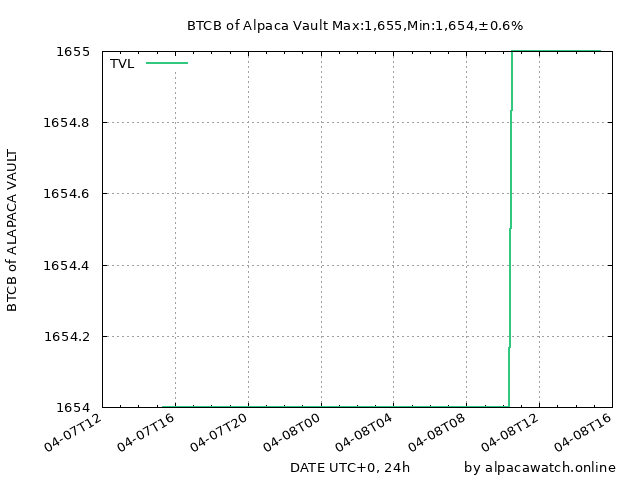 BTCB of Alpaca Vault Max:1,655,Min:1,654,±0.6%
1655
TVL
1654.8
1654.6
1654.4
1654.2
1654
BTCB of ALAPACA VAULT
04-07T12
04-07T16
04-07T20
04-08T00
04-08T04
04-08T08
04-08T12
04-08T16
DATE UTC+0, 24h
by alpacawatch.online